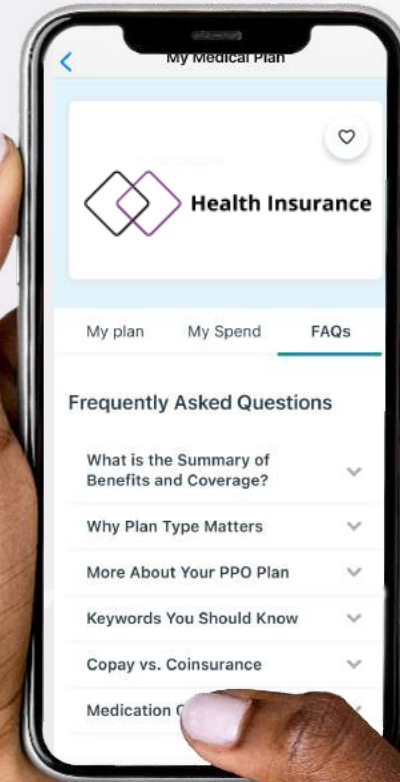 My Medical Plan
Health Insurance
My plan My Spend FAQs
Frequently Asked Questions
What is the Summary of
Benefits and Coverage?
Why Plan Type Matters
More About Your PPO Plan
Keywords You Should Know
Copay vs. Coinsurance
Medication